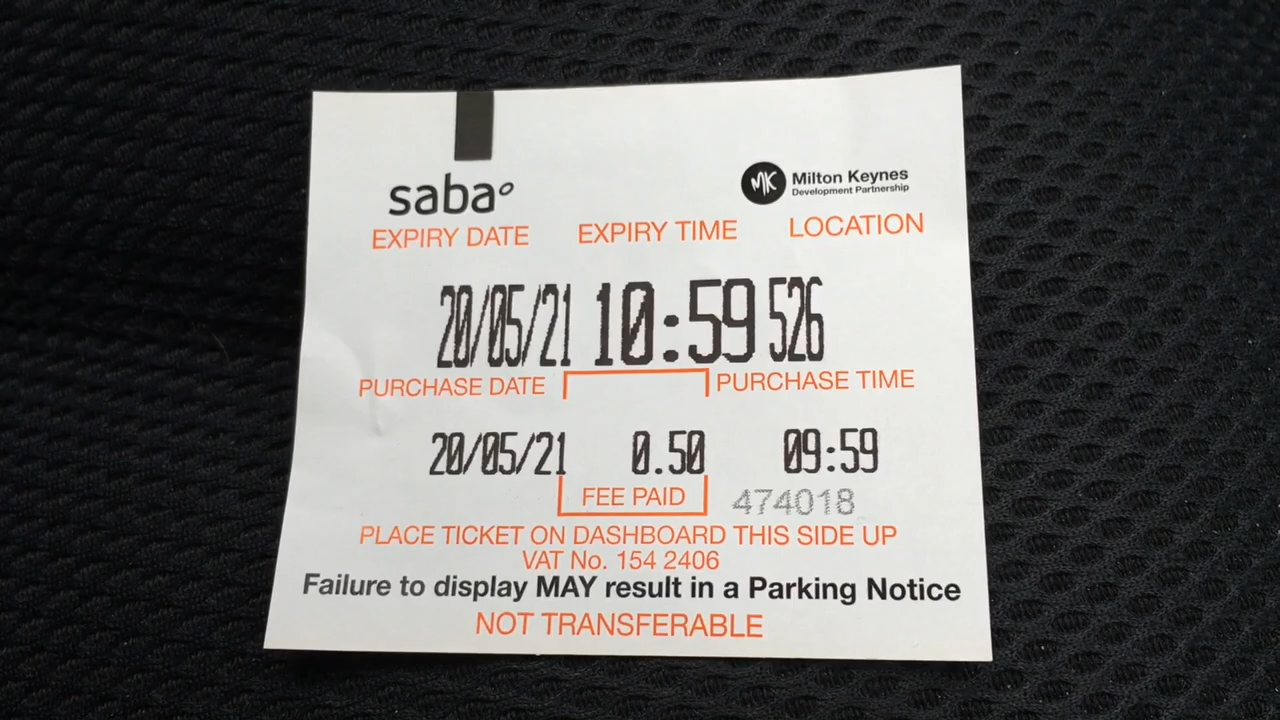 saba°
MK Milton Keynes
Development Partnership
EXPIRY DATE EXPIRY TIME LOCATION
20/05/21 10:59 526
PURCHASE DATE PURCHASE TIME
20/05/21 0.50 09:59
FEE PAID 474018
PLACE TICKET ON DASHBOARD THIS SIDE UP
VAT No. 154 2406
Failure to display MAY result in a Parking Notice
NOT TRANSFERABLE